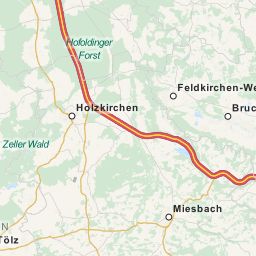 Hofoldinger
Forst
Feldkirchen-We
Holzkirchen
Bruc
Zeller Wald
Miesbach
N
Tölz